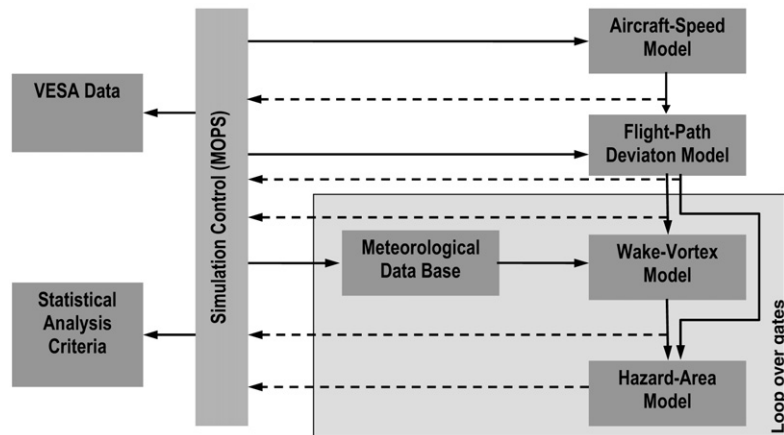 Aircraft-Speed
Model
VESA Data
Flight-Path
Deviaton Model
Simulation Control (MOPS)
Meteorological
Data Base
Wake-Vortex
Model
Statistical
Analysis
Criteria
Hazard-Area
Model
Loop over gates